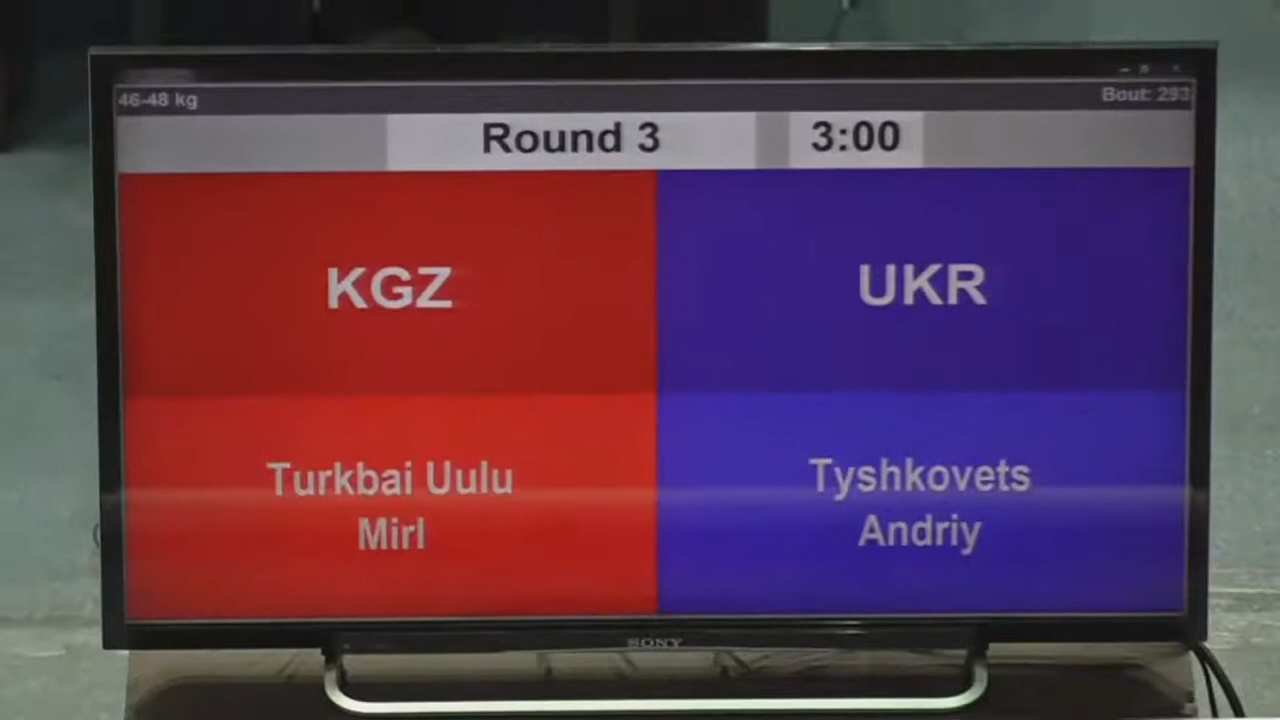 46-48 kg
Bout: 293
Round 3
3:00
KGZ
UKR
Turkbai Uulu
Mirl
Tyshkovets
Andriy
SONY